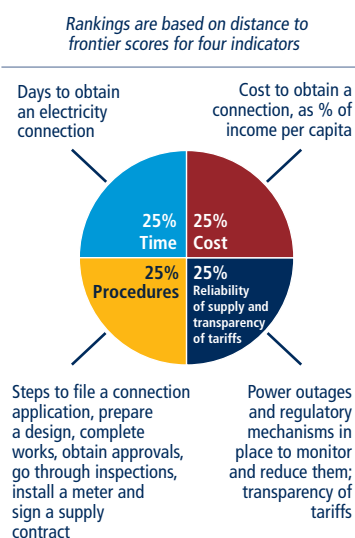 Rankings are based on distance to
frontier scores for four indicators
Days to obtain
an electricity
connection
Cost to obtain a
connection, as % of
income per capita
25%
Time
25%
Cost
25%
Procedures
25%
Reliability
of supply and
transparency
of tariffs
Steps to file a connection
application, prepare
a design, complete
works, obtain approvals,
go through inspections,
install a meter and
sign a supply
contract
Power outages
and regulatory
mechanisms in
place to monitor
and reduce them;
transparency of
tariffs